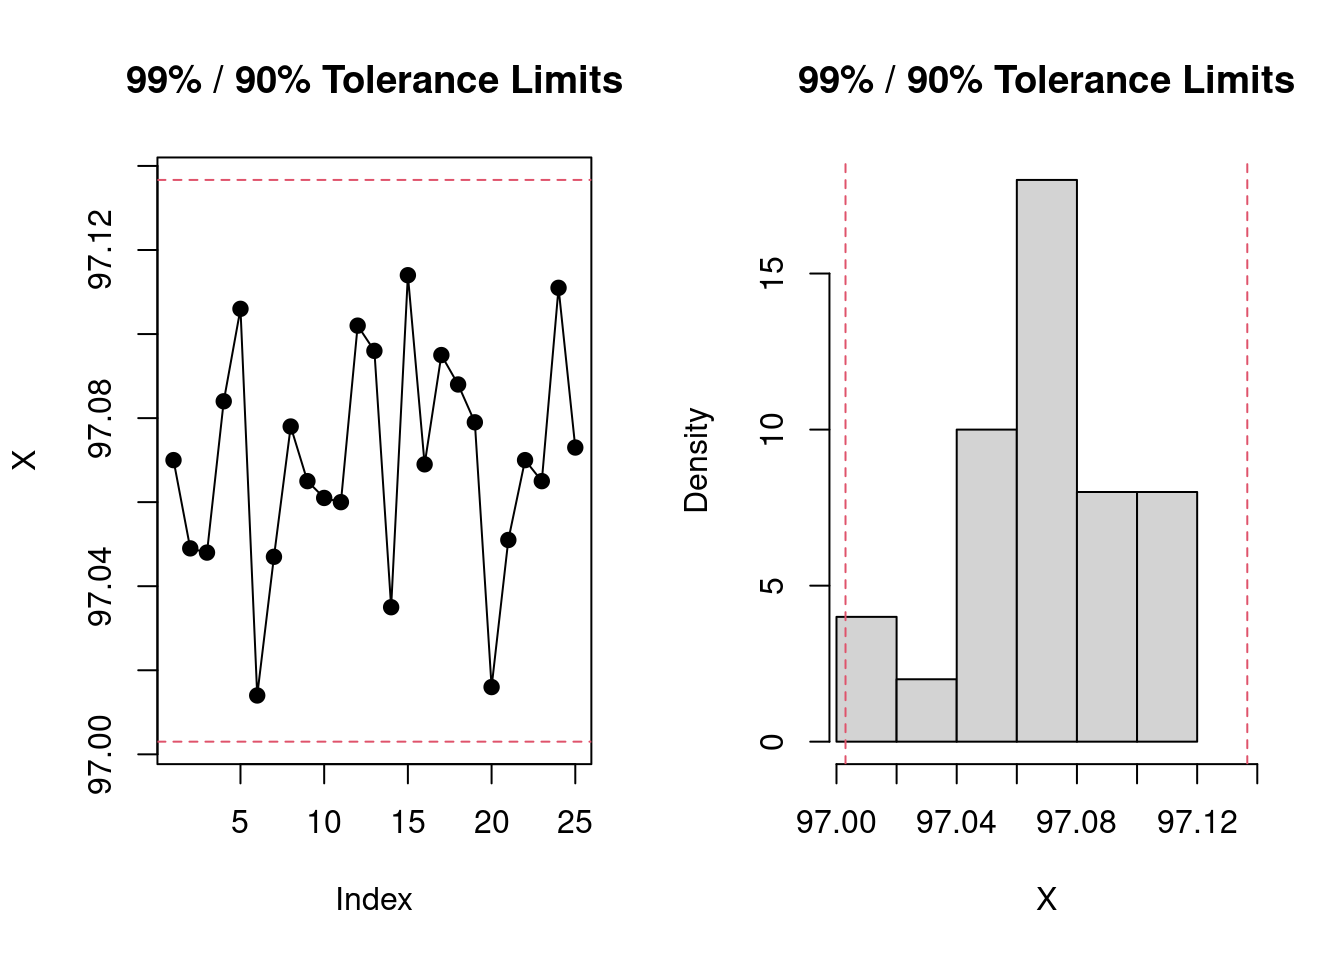 99% / 90% Tolerance Limits
X
97.00
97.04
97.08
97.12
5 10 15 20 25
Index
99% / 90% Tolerance Limits
Density
0
5
10
15
97.00 97.04 97.08 97.12
X